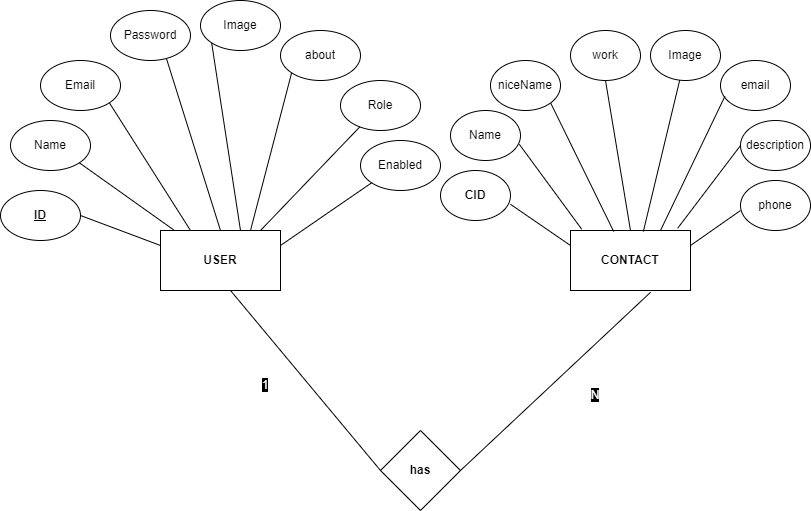 Image
Password
about
work
Image
Email
niceName
email
Role
Name
Name
description
Enabled
CID
phone
ID
USER
CONTACT
1
N
has